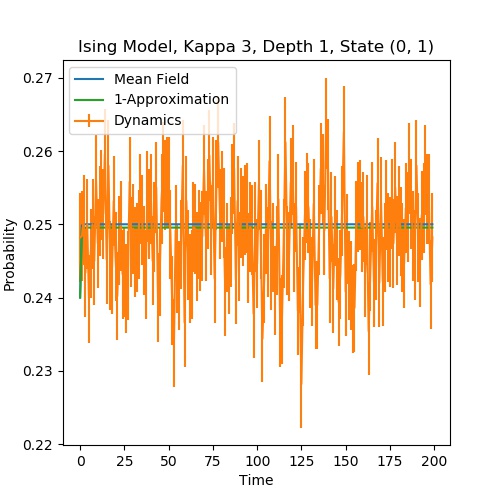 Ising Model, Kappa 3, Depth 1, State (0, 1)
Mean Field
1-Approximation
Dynamics
0.27
0.26
0.25
0.24
0.23
0.22
Probability
0 25 50 75 100 125 150 175 200
Time